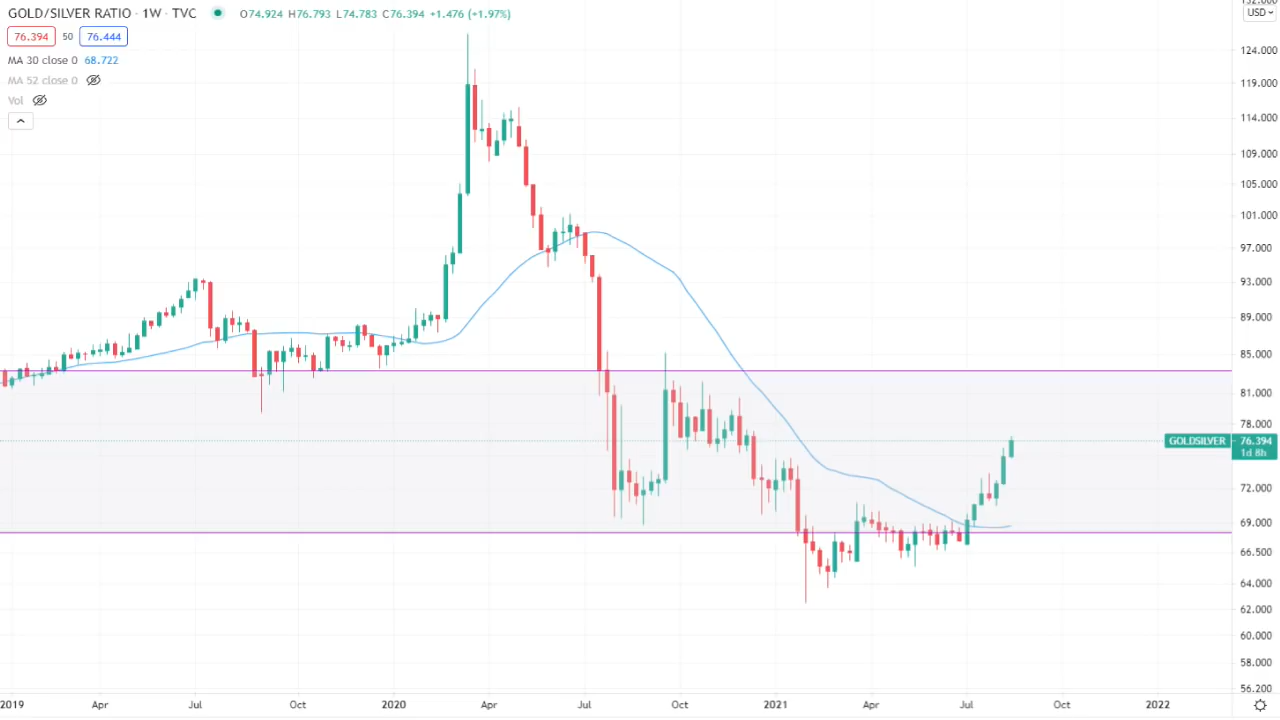 GOLD/SILVER RATIO · 1W · TVC O74.924 H76.793 L74.783 C76.394 +1.476 (+1.97%)
132.000
USD
76.394 50 76.444
MA 30 close 0 68.722
MA 52 close 0
Vol
124.000
119.000
114.000
109.000
105.000
101.000
97.000
93.000
89.000
85.000
81.000
78.000
GOLDSILVER 76.394
1d 8h
72.000
69.000
66.500
64.000
62.000
60.000
58.000
56.200
2019 Apr Jul Oct 2020 Apr Jul Oct 2021 Apr Jul Oct 2022